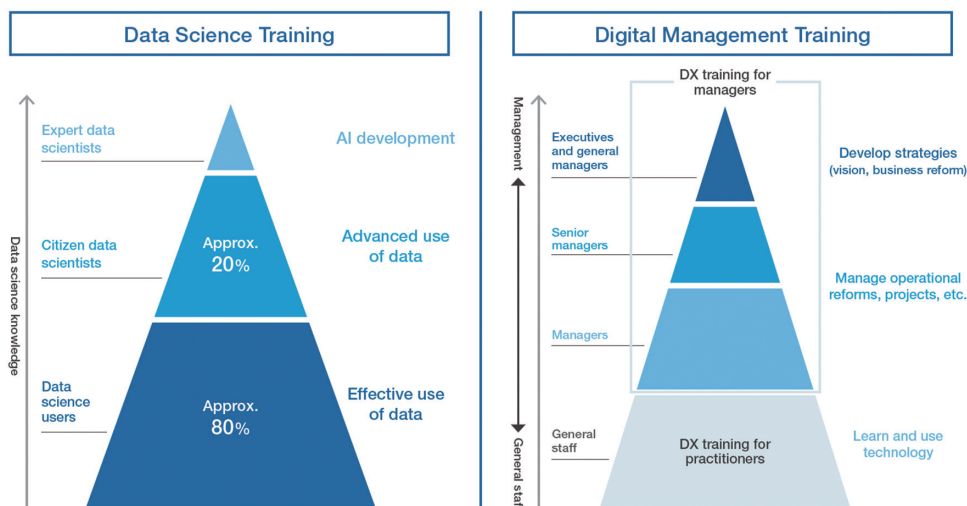 Data Science Training
Data science knowledge
Expert data
scientists
AI development
Citizen data
scientists
Approx.
20%
Advanced use
of data
Data
science
users
Approx.
80%
Effective use
of data
Digital Management Training
Management
General staff
DX training for
managers
Executives
and general
managers
Develop strategies
(vision, business reform)
Senior
managers
Manage operational
reforms, projects, etc.
Managers
General
staff
DX training for
practitioners
Learn and use
technology